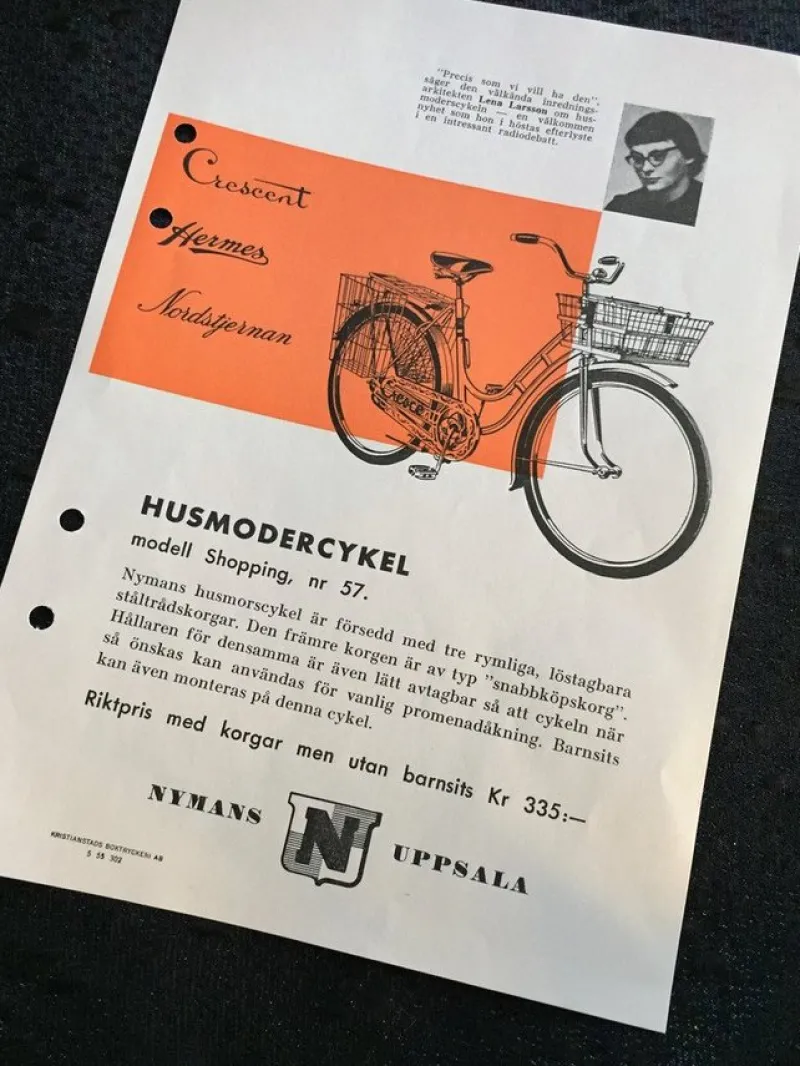 "Precis som vi vill ha den",
säger den välkända inrednings-
arkitekten Lena Larsson om hus-
moderscykeln — en välkommen
nyhet som hon i höstas efterlyste
i en intressant radiodebatt.
Crescent
Hermes
Nordstjernan
Crescent
HUSMODERCYKEL
modell Shopping, nr 57.
Nymans husmorscykel är försedd med tre rymliga, löstagbara
ståltrådskorgar. Den främre korgen är av typ "snabbköpskorg".
Hållaren för densamma är även lätt avtagbar så att cykeln när
så önskas kan användas för vanlig promenadåkning. Barnsits
kan även monteras på denna cykel.
Riktpris med korgar men utan barnsits Kr 335:—
NYMANS N UPPSALA
KRISTIANSTADS BOKTRYCKERI AB
S 55 302